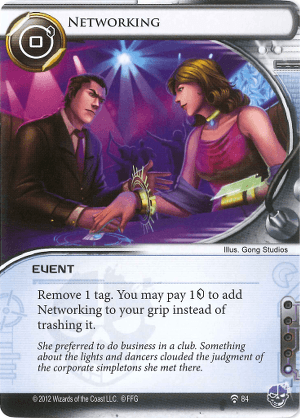 NETWORKING
Illus. Gong Studios
EVENT
Remove 1 tag. You may pay 1 to add
Networking to your grip instead of
trashing it.
She preferred to do business in a club. Something
about the lights and dancers clouded the judgment of
the corporate simpletons she met there.
© 2012 Wizards of the Coast LLC. © FFG 84